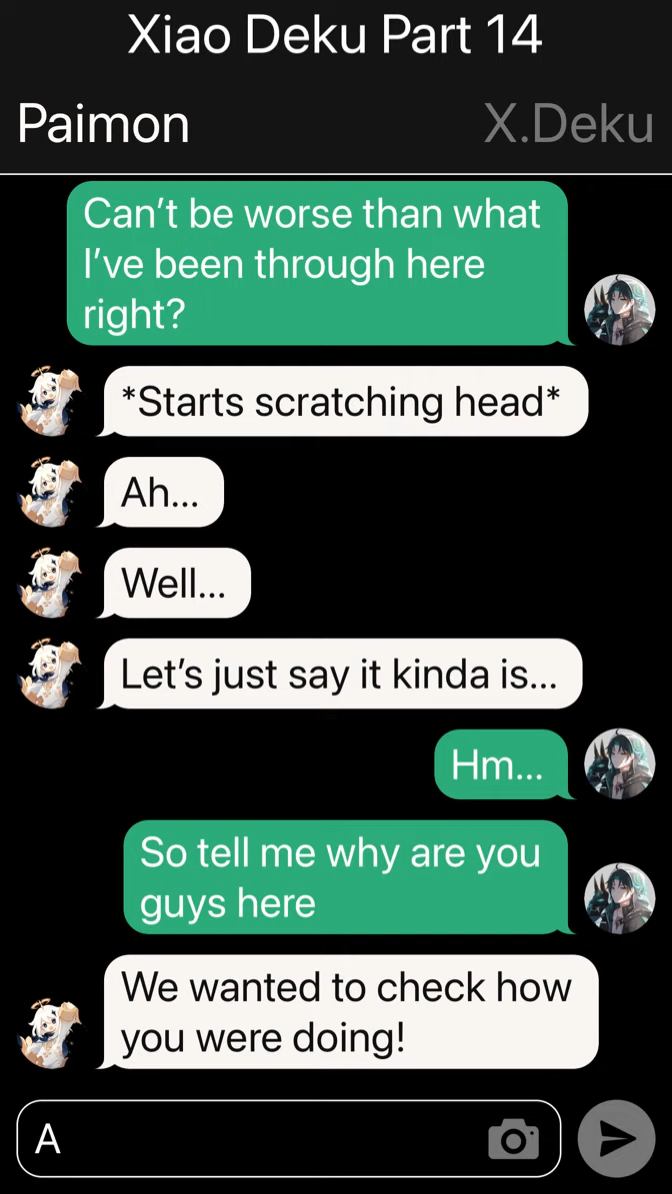 Xiao Deku Part 14
Paimon
X.Deku
Can’t be worse than what
I’ve been through here
right?
*Starts scratching head*
Ah...
Well...
Let’s just say it kinda is...
Hm...
So tell me why are you
guys here
We wanted to check how
you were doing!
A